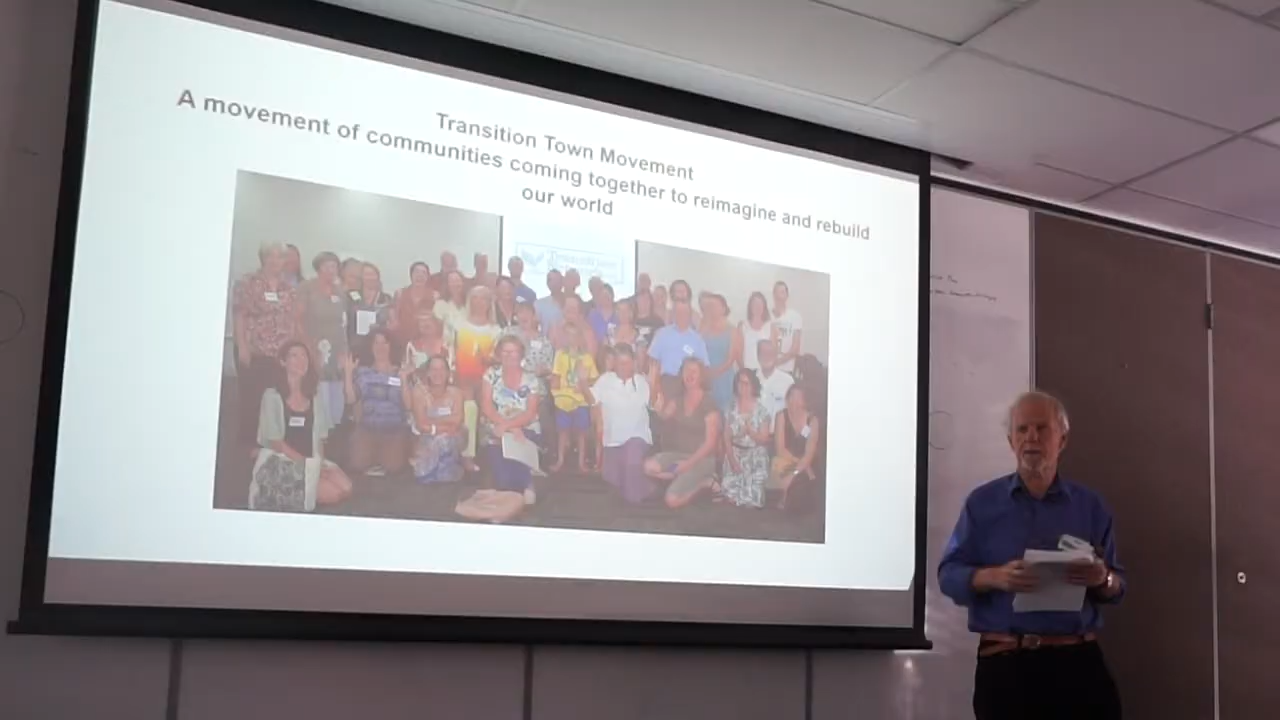 Transition Town Movement
A movement of communities coming together to reimagine and rebuild
our world